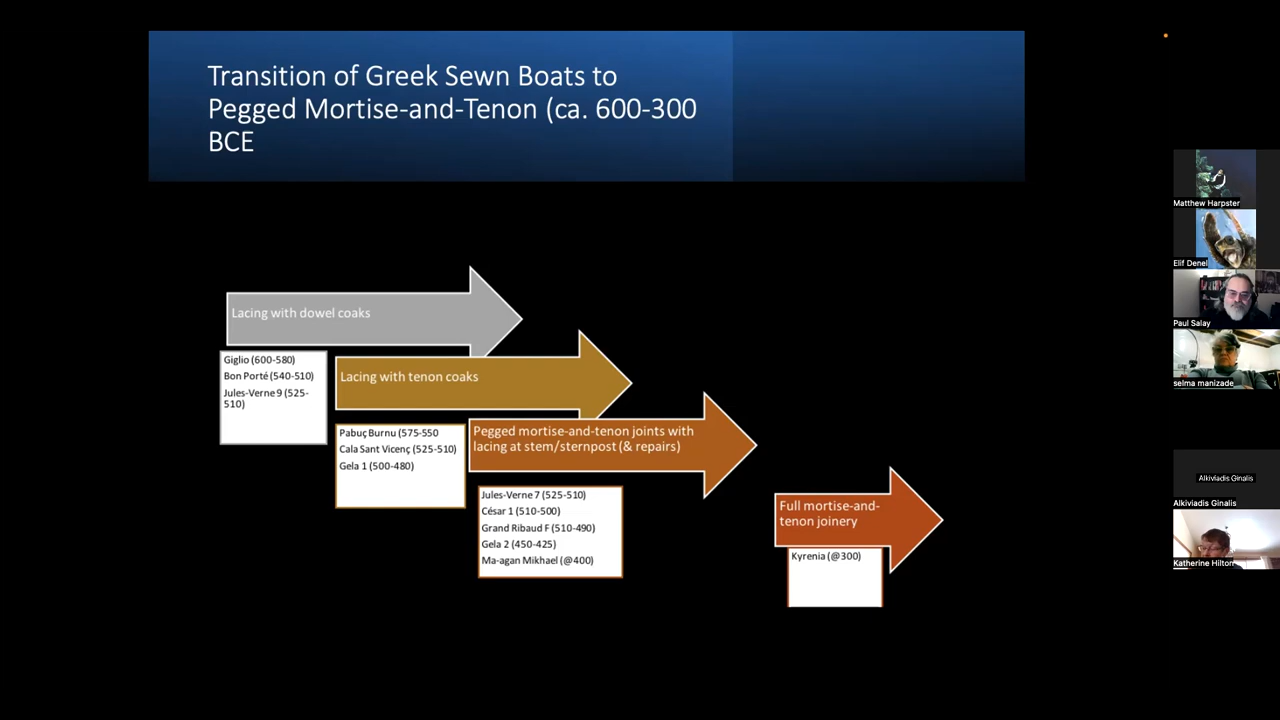 Transition of Greek Sewn Boats to
Pegged Mortise-and-Tenon (ca. 600-300
BCE
Lacing with dowel coaks
Giglio (600-580)
Bon Porté (540-510)
Jules-Verne 9 (525-
510)
Lacing with tenon coaks
Pabuç Burnu (575-550
Cala Sant Vicenç (525-510)
Gela 1 (500-480)
Pegged mortise-and-tenon joints with
lacing at stem/sternpost (& repairs)
Jules-Verne 7 (525-510)
César 1 (510-500)
Grand Ribaud F (510-490)
Gela 2 (450-425)
Ma-agan Mikhael (@400)
Full mortise-and-
tenon joinery
Kyrenia (@300)
Matthew Harpster
Elif Denel
Paul Salay
selma manizade
Alkiviadis Ginalis
Alkiviadis Ginalis
Katherine Hilton